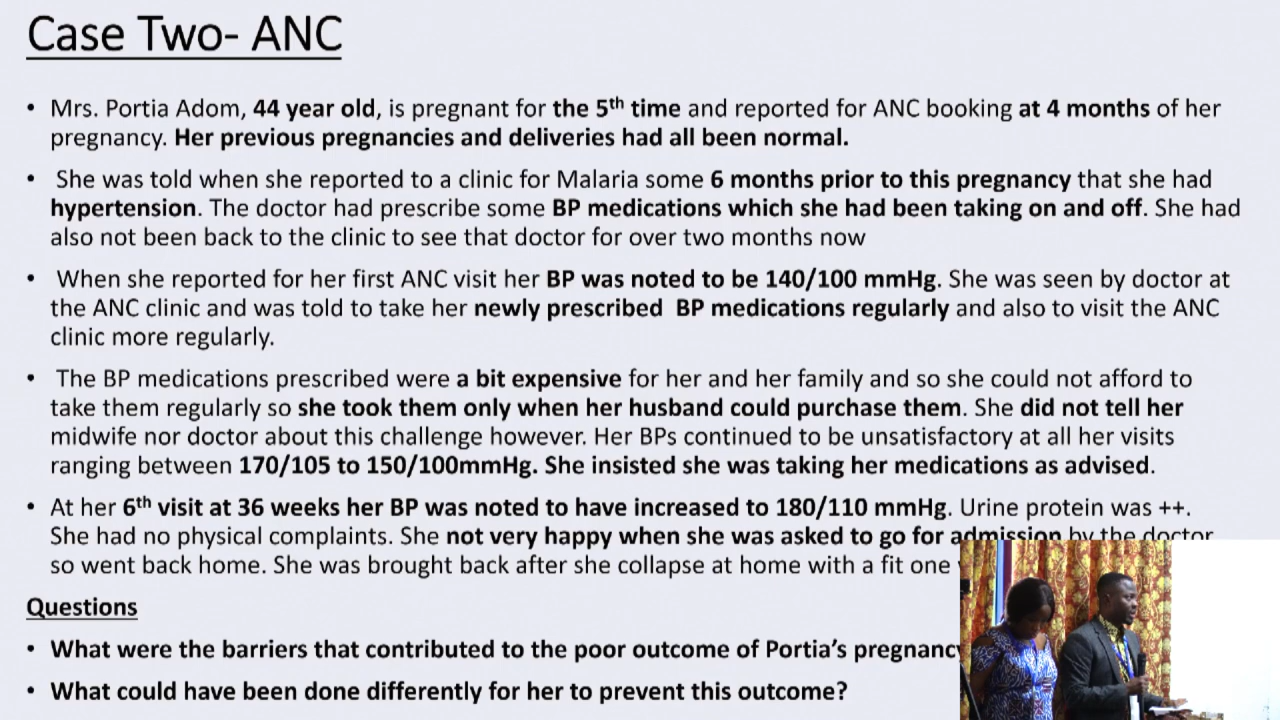 Case Two- ANC
• Mrs. Portia Adom, 44 year old, is pregnant for the 5th time and reported for ANC booking at 4 months of her
pregnancy. Her previous pregnancies and deliveries had all been normal.
• She was told when she reported to a clinic for Malaria some 6 months prior to this pregnancy that she had
hypertension. The doctor had prescribe some BP medications which she had been taking on and off. She had
also not been back to the clinic to see that doctor for over two months now
• When she reported for her first ANC visit her BP was noted to be 140/100 mmHg. She was seen by doctor at
the ANC clinic and was told to take her newly prescribed BP medications regularly and also to visit the ANC
clinic more regularly.
• The BP medications prescribed were a bit expensive for her and her family and so she could not afford to
take them regularly so she took them only when her husband could purchase them. She did not tell her
midwife nor doctor about this challenge however. Her BPs continued to be unsatisfactory at all her visits
ranging between 170/105 to 150/100mmHg. She insisted she was taking her medications as advised.
• At her 6th visit at 36 weeks her BP was noted to have increased to 180/110 mmHg. Urine protein was ++.
She had no physical complaints. She not very happy when she was asked to go for admission by the doctor
so went back home. She was brought back after she collapse at home with a fit one
Questions
• What were the barriers that contributed to the poor outcome of Portia's
• What could have been done differently for her to prevent this outcome?